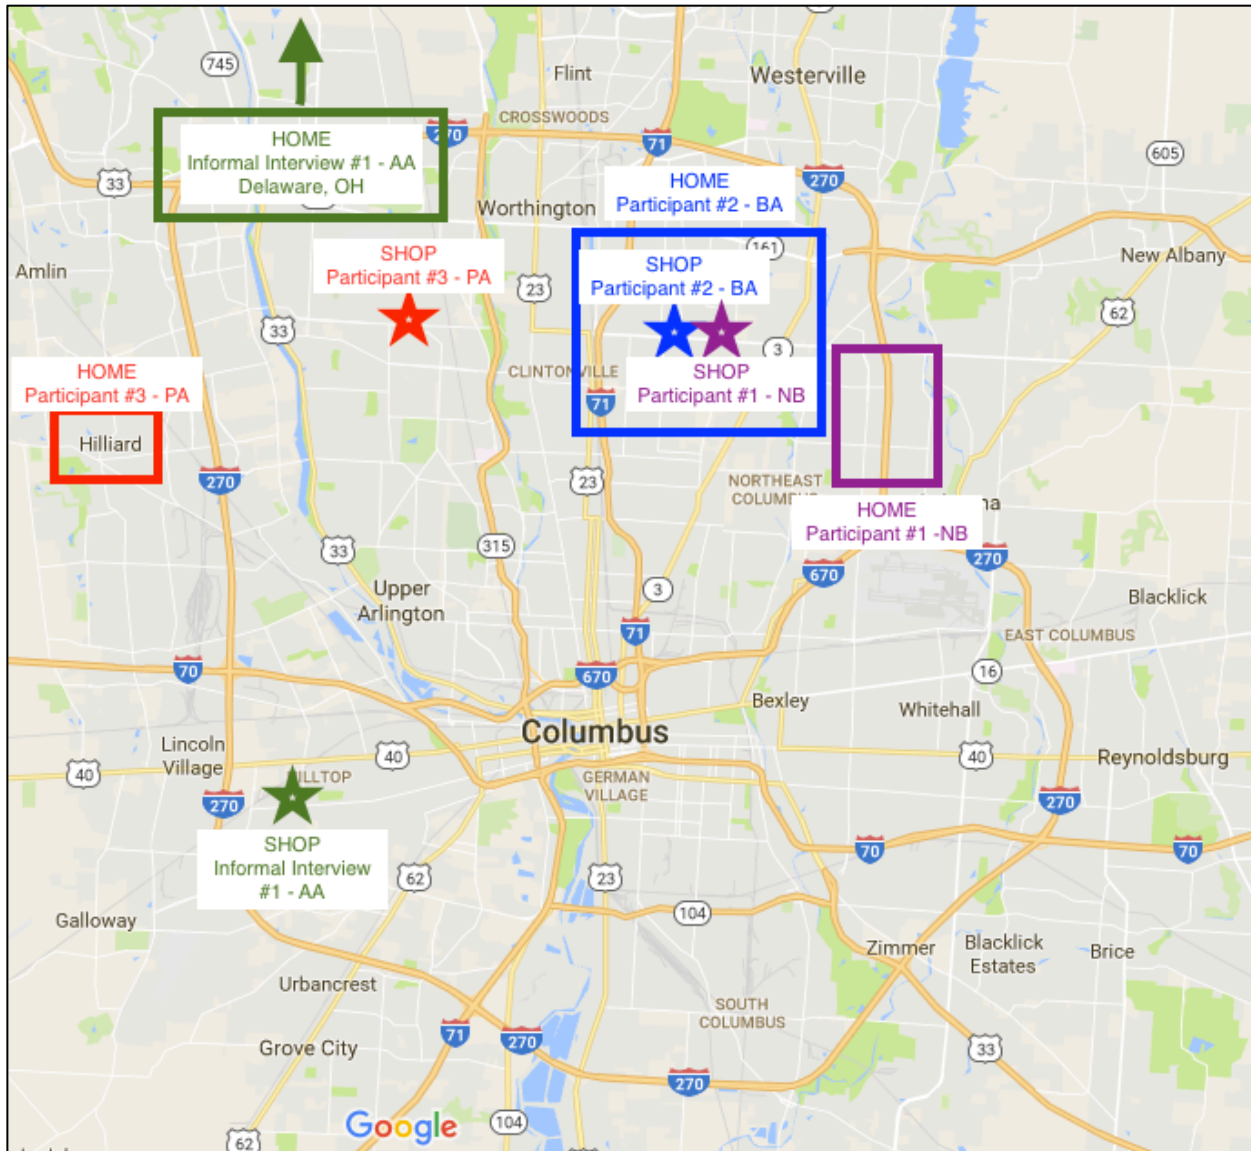 745
Flint
Westerville
CROSSWOODS
HOME
Informal Interview #1 - AA
Delaware, OH
270
71
605
33
270
HOME
Participant #2 - BA
Worthington
161
New Albany
SHOP
Participant #3 - PA
SHOP
Participant #2 - BA
Amlin
23
33
62
3
HOME
Participant #3 - PA
CLINTONVILLE
SHOP
Participant #1 - NB
71
Hilliard
270
23
NORTHEAST
COLUMBUS
HOME
Participant #1 -NB
na
315
33
670
270
Upper
Arlington
3
Blacklick
71
EAST COLUMBUS
70
670
16
Bexley
Whitehall
Columbus
Lincoln
Village
40
40
40
Reynoldsburg
HILLTOP
GERMAN
VILLAGE
270
270
SHOP
Informal Interview
#1 - AA
70
70
62
23
104
Galloway
Zimmer
Blacklick
Estates
Brice
Urbancrest
SOUTH
COLUMBUS
71
270
Grove City
33
270
Google
104
62